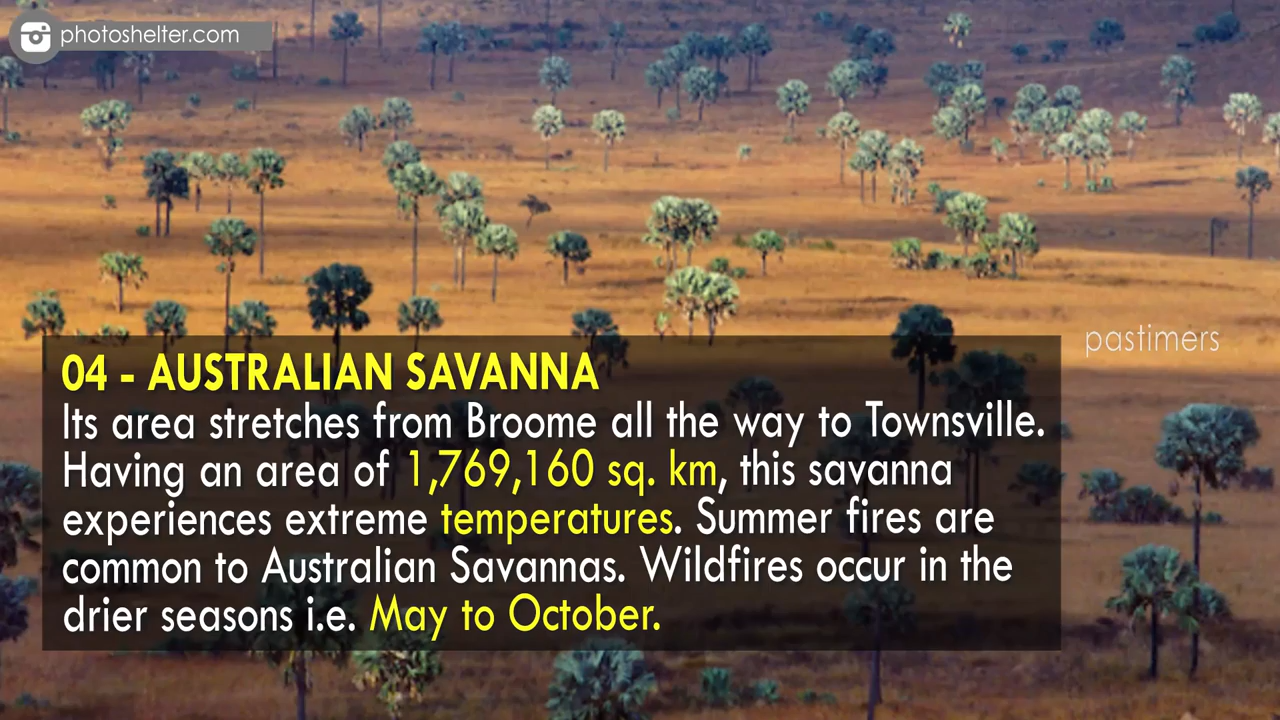 photoshelter.com
pastimers
04 - AUSTRALIAN SAVANNA
Its area stretches from Broome all the way to Townsville.
Having an area of 1,769,160 sq. km, this savanna
experiences extreme temperatures. Summer fires are
common to Australian Savannas. Wildfires occur in the
drier seasons i.e. May to October.